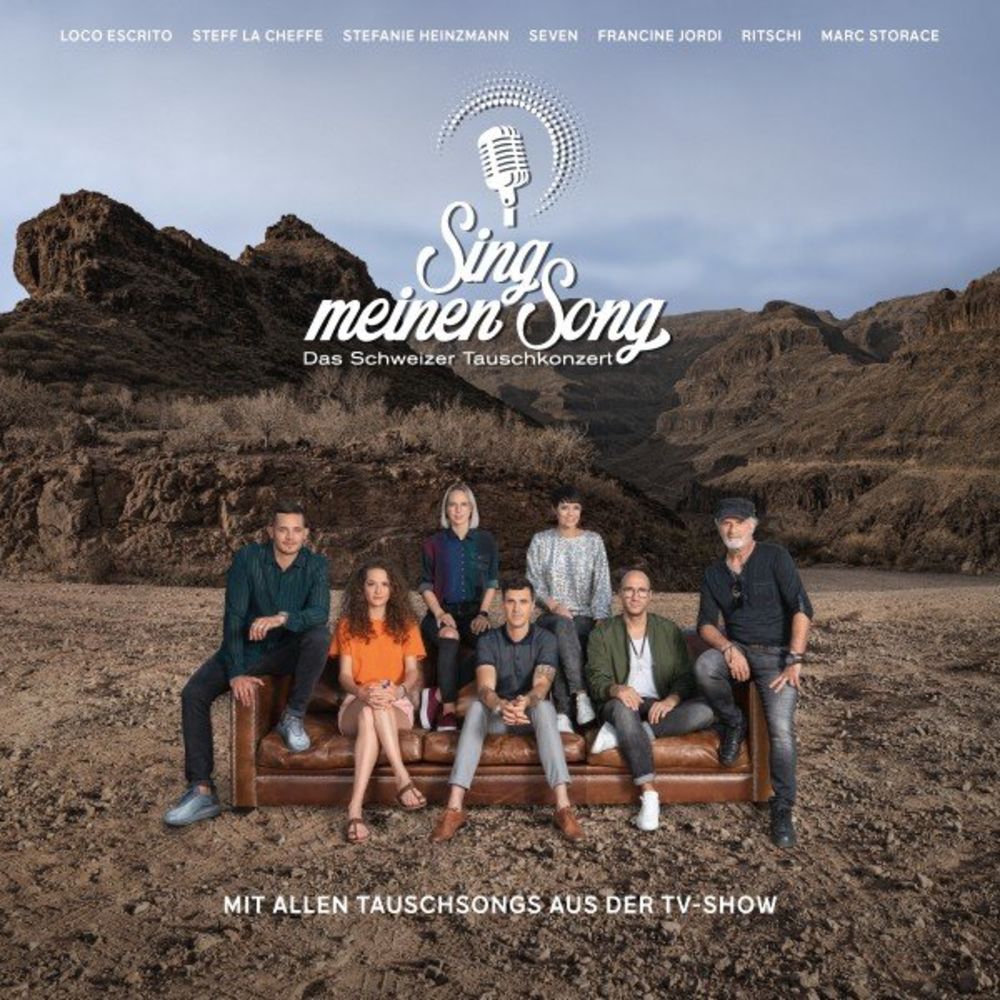 LOCO ESCRITO STEFF LA CHEFFE STEFANIE HEINZMANN SEVEN FRANCINE JORDI RITSCHI MARC STORACE
Sing
meinen Song
Das Schweizer Tauschkonzert
MIT ALLEN TAUSCHSONGS AUS DER TV-SHOW